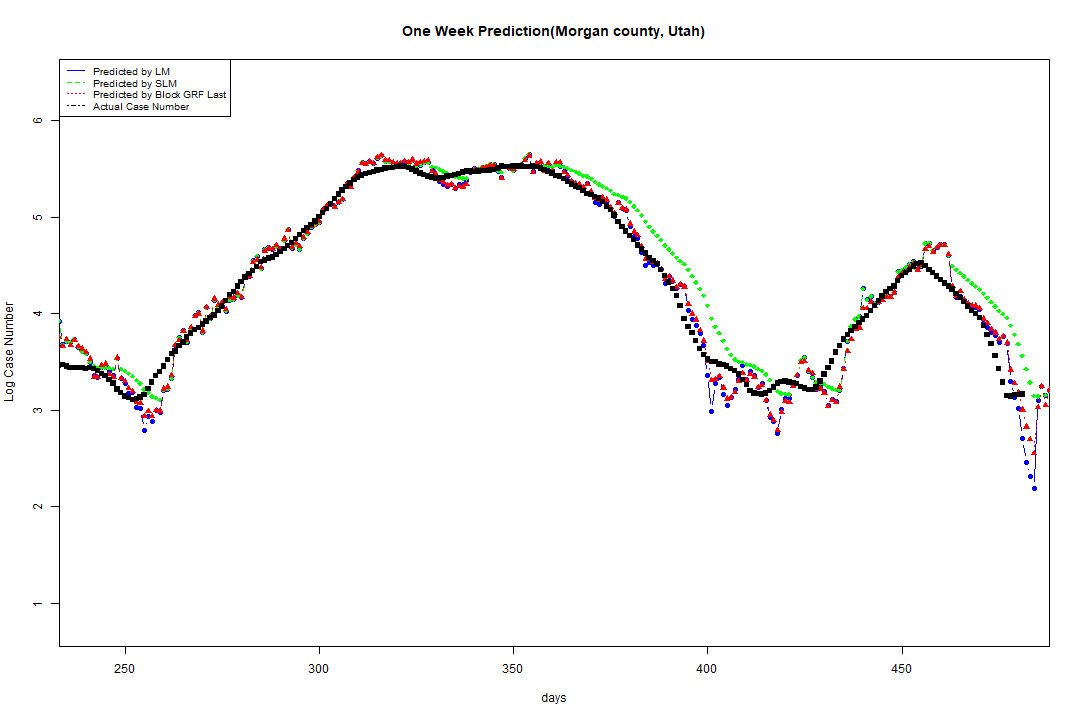 One Week Prediction(Morgan county, Utah)
Predicted by LM
Predicted by SLM
Predicted by Block GRF Last
Actual Case Number
6
5
4
3
2
1
Log Case Number
250
300
350
400
450
days